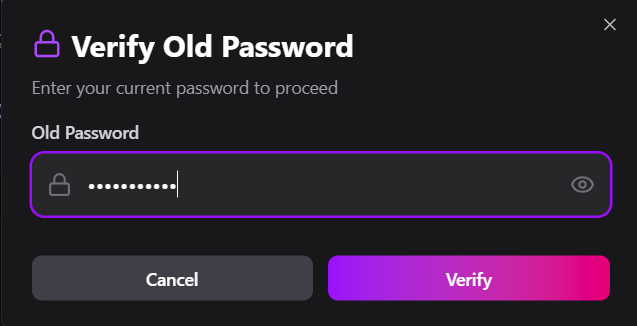 Verify Old Password
Enter your current password to proceed
Old Password
•••••••••••
Cancel
Verify